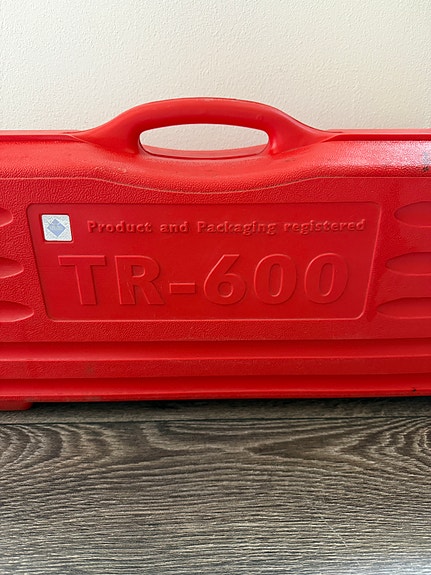 Product and Packaging registered
TR-600